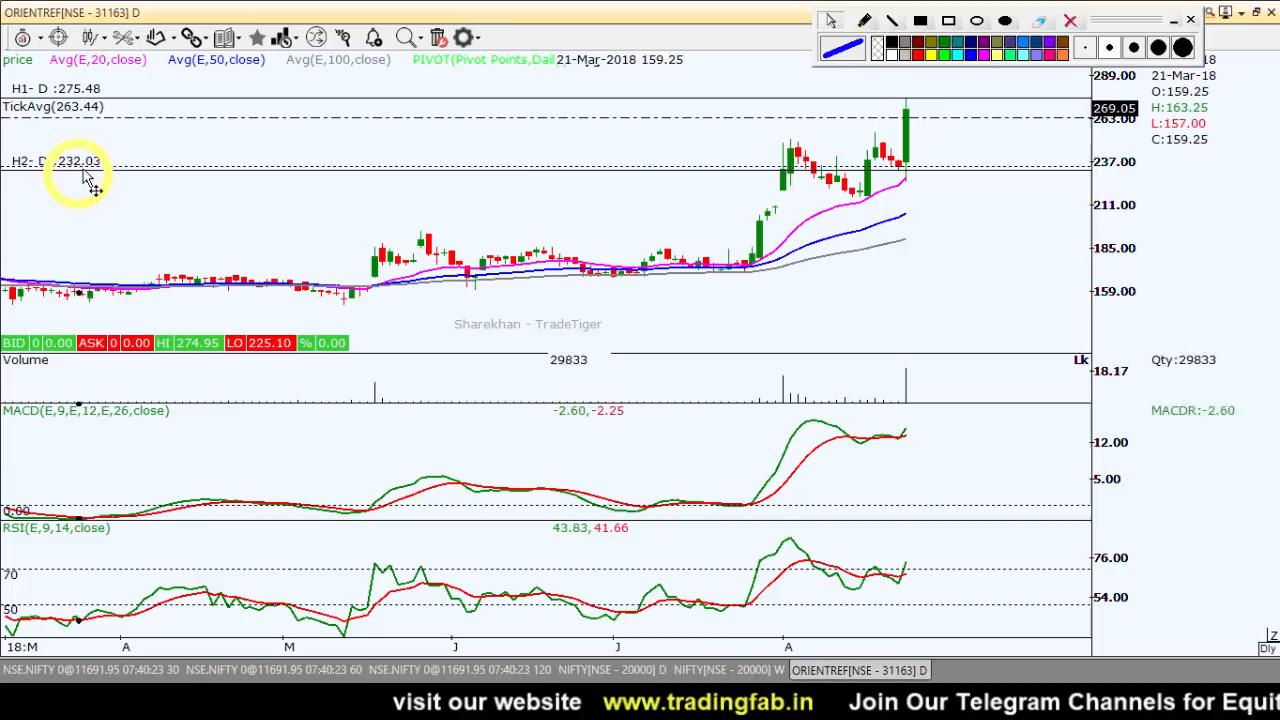 ORIENTREF[NSE - 31163] D
price Avg(E,20,close) Avg(E,50,close) Avg(E,100,close) PIVOT(Pivot Points,Dail 21-Mar-2018 159.25
H1- D :275.48
TickAvg(263.44)
H2- D :232.03
289.00
269.05
263.00
237.00
211.00
185.00
159.00
21-Mar-18
O:159.25
H:163.25
L:157.00
C:159.25
Sharekhan - TradeTiger
BID 0 0.00 ASK 0 0.00 HI 274.95 LO 225.10 % 0.00
Volume 29833 Lk Qty:29833
18.17
MACD(E,9,E,12,E,26,close) -2.60,-2.25 MACDR:-2.60
12.00
5.00
0.00
RSI(E,9,14,close) 43.83,41.66
76.00
70
54.00
50
18:M A M J J A Z
Dly
NSE.NIFTY 0@11691.95 07:40:23 30 NSE.NIFTY 0@11691.95 07:40:23 60 NSE.NIFTY 0@11691.95 07:40:23 120 NIFTY[NSE - 20000] D NIFTY[NSE - 20000] W ORIENTREF[NSE - 31163] D
visit our website www.tradingfab.in Join Our Telegram Channels for Equi